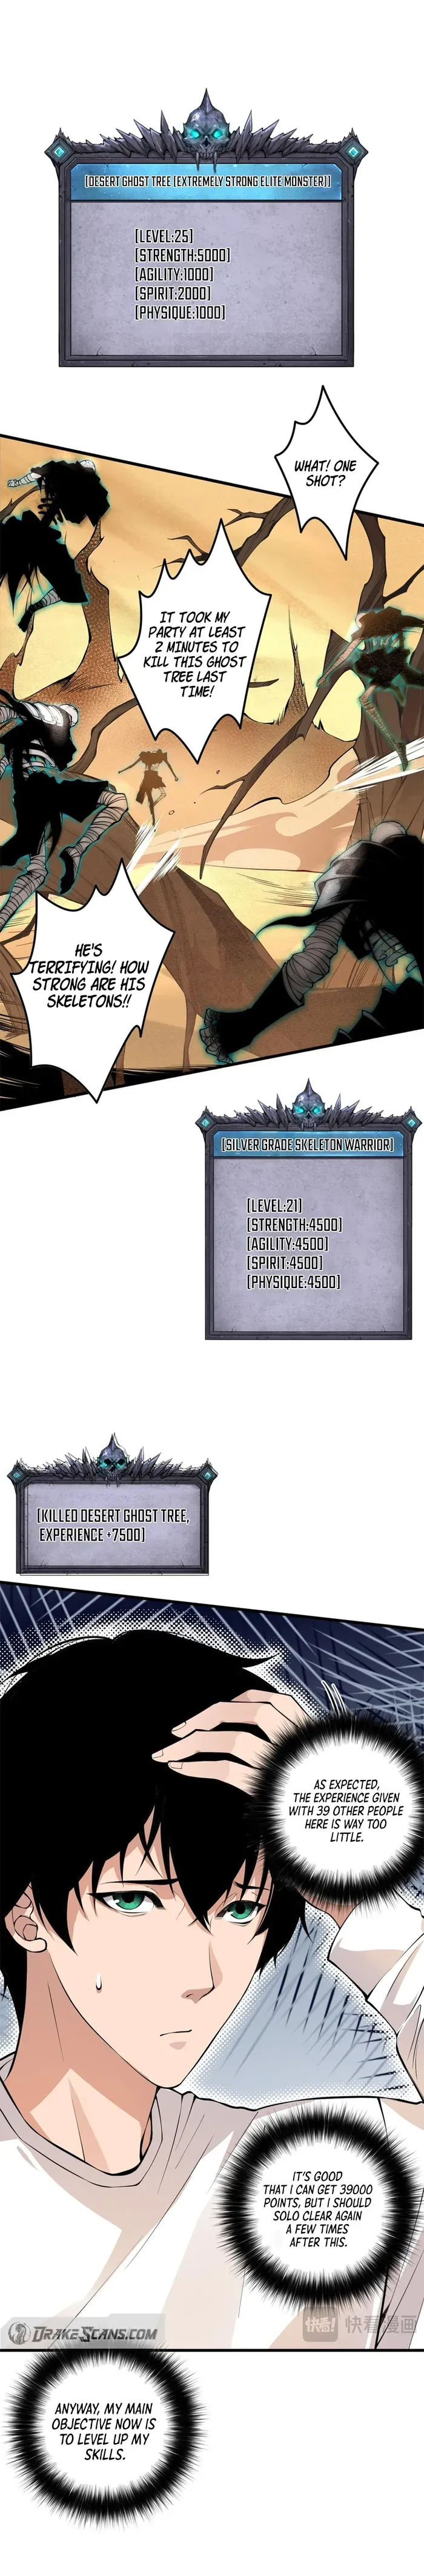 [DESERT GHOST TREE [EXTREMELY STRONG ELITE MONSTER]]
[LEVEL:25]
[STRENGTH:5000]
[AGILITY:1000]
[SPIRIT:2000]
[PHYSIQUE:1000]
WHAT! ONE
SHOT?
IT TOOK MY
PARTY AT LEAST
2 MINUTES TO
KILL THIS GHOST
TREE LAST
TIME!
HE'S
TERRIFYING! HOW
STRONG ARE HIS
SKELETONS!!
[SILVER GRADE SKELETON WARRIOR]
[LEVEL:21]
[STRENGTH:4500]
[AGILITY:4500]
[SPIRIT:4500]
[PHYSIQUE:4500]
[KILLED DESERT GHOST TREE,
EXPERIENCE +7500]
AS EXPECTED,
THE EXPERIENCE GIVEN
WITH 39 OTHER PEOPLE
HERE IS WAY TOO
LITTLE.
IT'S GOOD
THAT I CAN GET 39000
POINTS, BUT I SHOULD
SOLO CLEAR AGAIN
A FEW TIMES
AFTER THIS.
DRAKESCANS.COM
快看! 快看漫画
ANYWAY, MY MAIN
OBJECTIVE NOW IS
TO LEVEL UP MY
SKILLS.